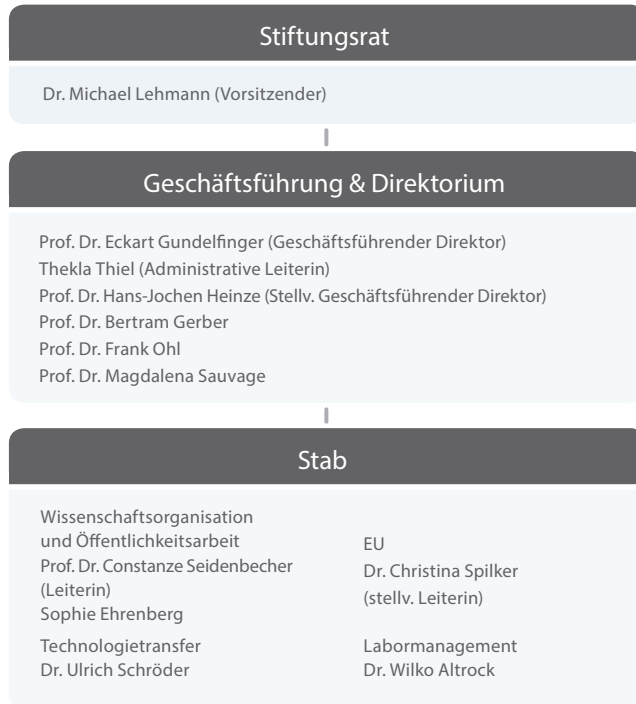 Stiftungsrat
Dr. Michael Lehmann (Vorsitzender)
Geschäftsführung & Direktorium
Prof. Dr. Eckart Gundelfinger (Geschäftsführender Direktor)
Thekla Thiel (Administrative Leiterin)
Prof. Dr. Hans-Jochen Heinze (Stellv. Geschäftsführender Direktor)
Prof. Dr. Bertram Gerber
Prof. Dr. Frank Ohl
Prof. Dr. Magdalena Sauvage
Stab
Wissenschaftsorganisation
und Öffentlichkeitsarbeit
Prof. Dr. Constanze Seidenbecher
(Leiterin)
Sophie Ehrenberg
EU
Dr. Christina Spilker
(stellv. Leiterin)
Technologietransfer
Dr. Ulrich Schröder
Labormanagement
Dr. Wilko Altrock